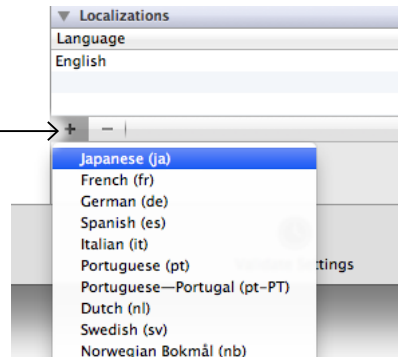 Localizations
Language
English
+ −
Japanese (ja)
French (fr)
German (de)
Spanish (es)
Italian (it)
Portuguese (pt)
Portuguese—Portugal (pt-PT)
Dutch (nl)
Swedish (sv)
Norwegian Bokmål (nb)
ttings